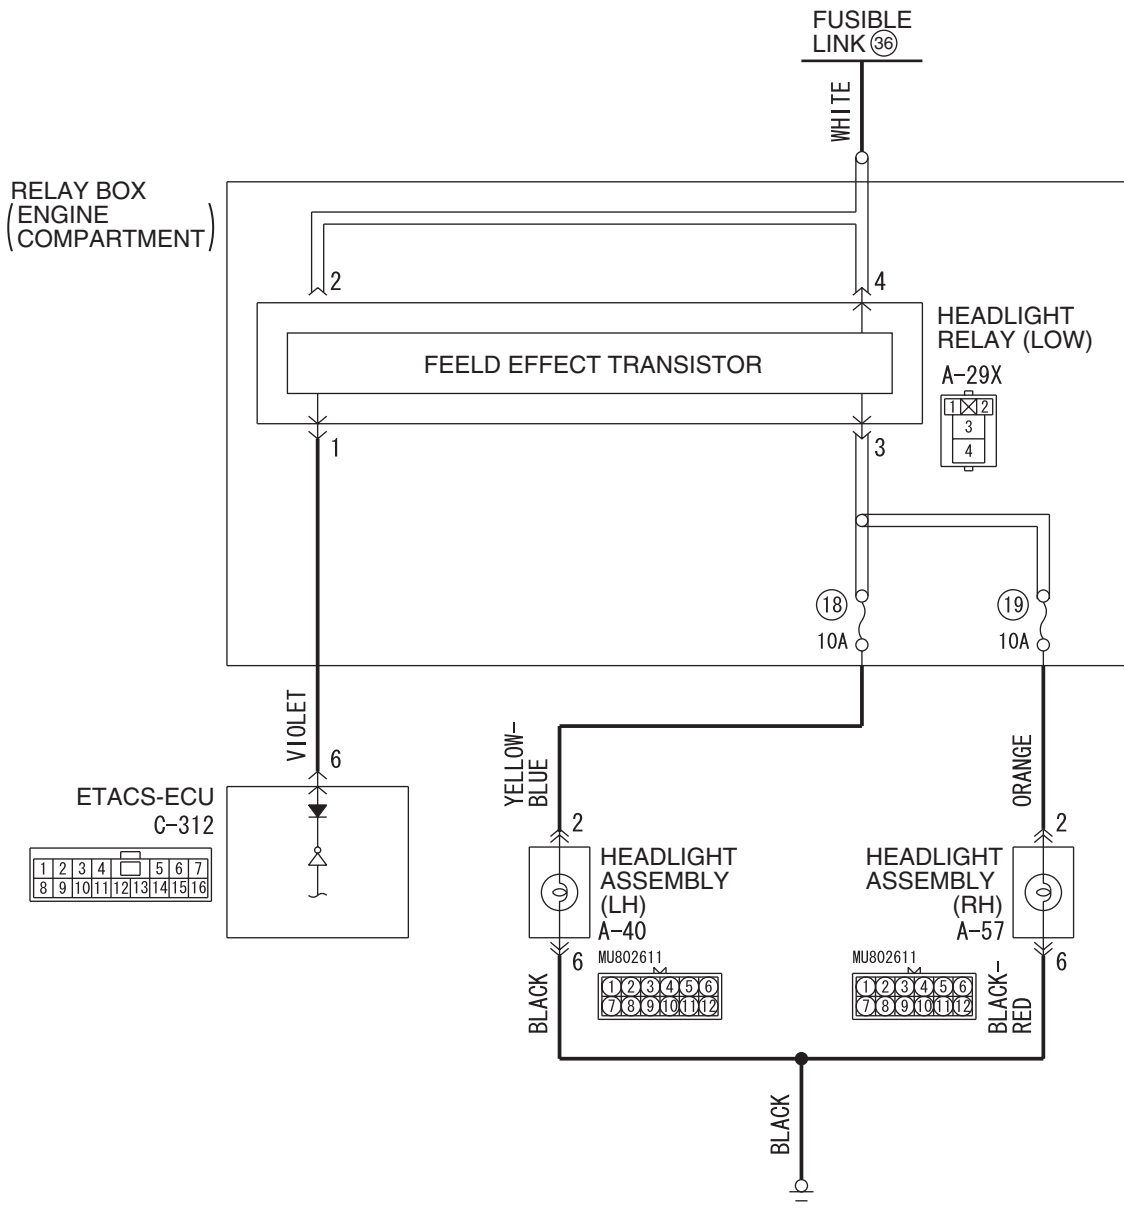 FUSIBLE
LINK 36
WHITE
RELAY BOX
(ENGINE
COMPARTMENT)
2
4
FEELD EFFECT TRANSISTOR
HEADLIGHT
RELAY (LOW)
A-29X
1 2
3
4
1
3
18
10A
19
10A
VIOLET
6
ETACS-ECU
C-312
1 2 3 4 5 6 7
8 9 10 11 12 13 14 15 16
YELLOW-
BLUE
2
HEADLIGHT
ASSEMBLY
(LH)
A-40
6
MU802611
1 2 3 4 5 6
7 8 9 10 11 12
BLACK
ORANGE
2
HEADLIGHT
ASSEMBLY
(RH)
A-57
6
MU802611
1 2 3 4 5 6
7 8 9 10 11 12
BLACK-
RED
BLACK